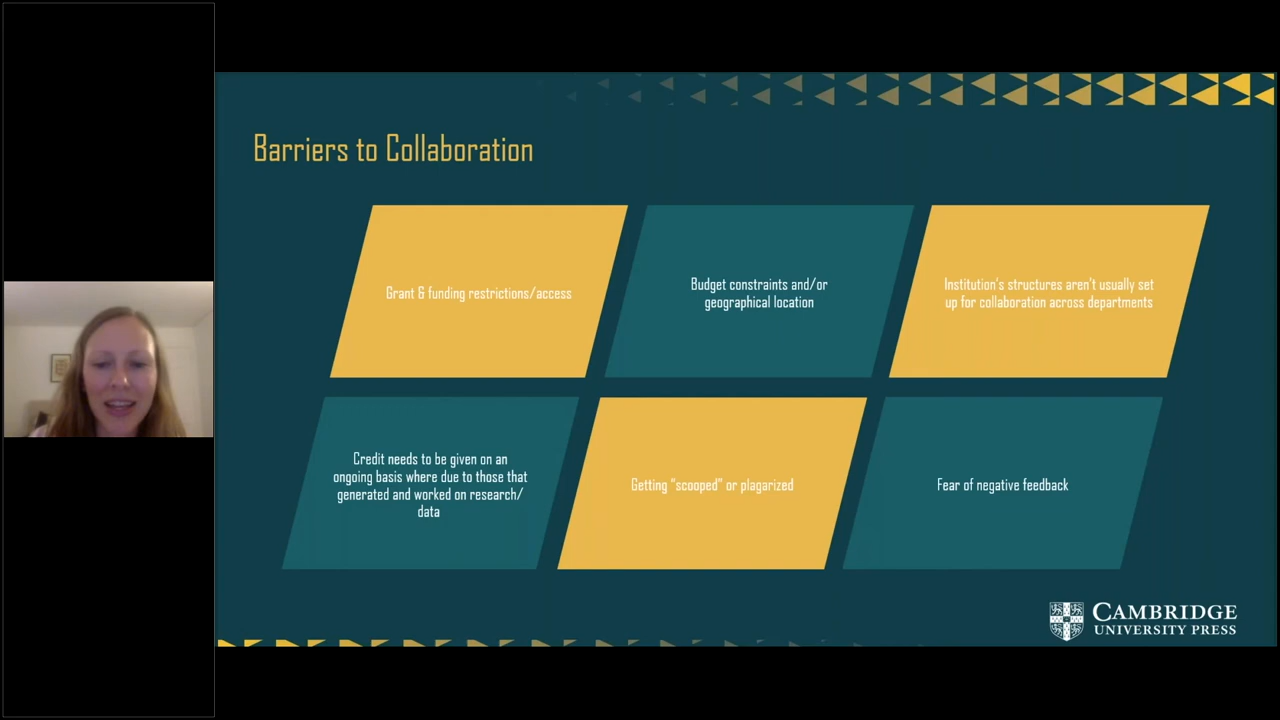 Barriers to Collaboration
Grant & funding restrictions/access
Budget constraints and/or
geographical location
Institution's structures aren't usually set
up for collaboration across departments
Credit needs to be given on an
ongoing basis where due to those that
generated and worked on research/
data
Getting "scooped" or plagarized
Fear of negative feedback
CAMBRIDGE
UNIVERSITY PRESS